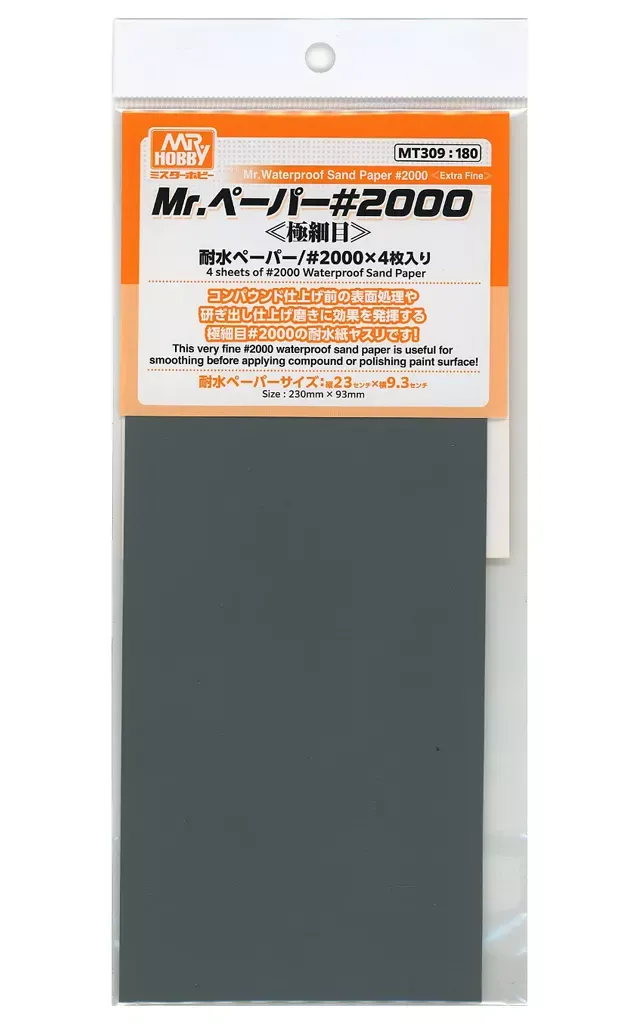 MR
HOBBY
ミスターホビー
MT309:180
Mr.Waterproof Sand Paper #2000 <Extra Fine>
Mr.ペーパー#2000
≪極細目≫
耐水ペーパー/#2000×4枚入り
4 sheets of #2000 Waterproof Sand Paper
コンパウンド仕上げ前の表面処理や
研ぎ出し仕上げ磨きに効果を発揮する
極細目#2000の耐水紙ヤスリです!
This very fine #2000 waterproof sand paper is useful for
smoothing before applying compound or polishing paint surface!
耐水ペーパーサイズ:縦23センチ×横9.3センチ
Size : 230mm × 93mm